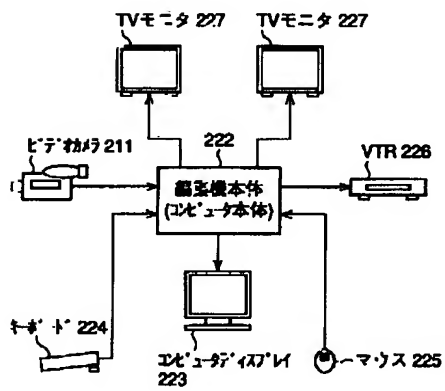 TVモニタ 227
TVモニタ 227
222
ビデオカメラ 211
VTR 226
編集機本体
(コンピュータ本体)
キーボード 224
コンピュータディスプレイ
223
マウス 225